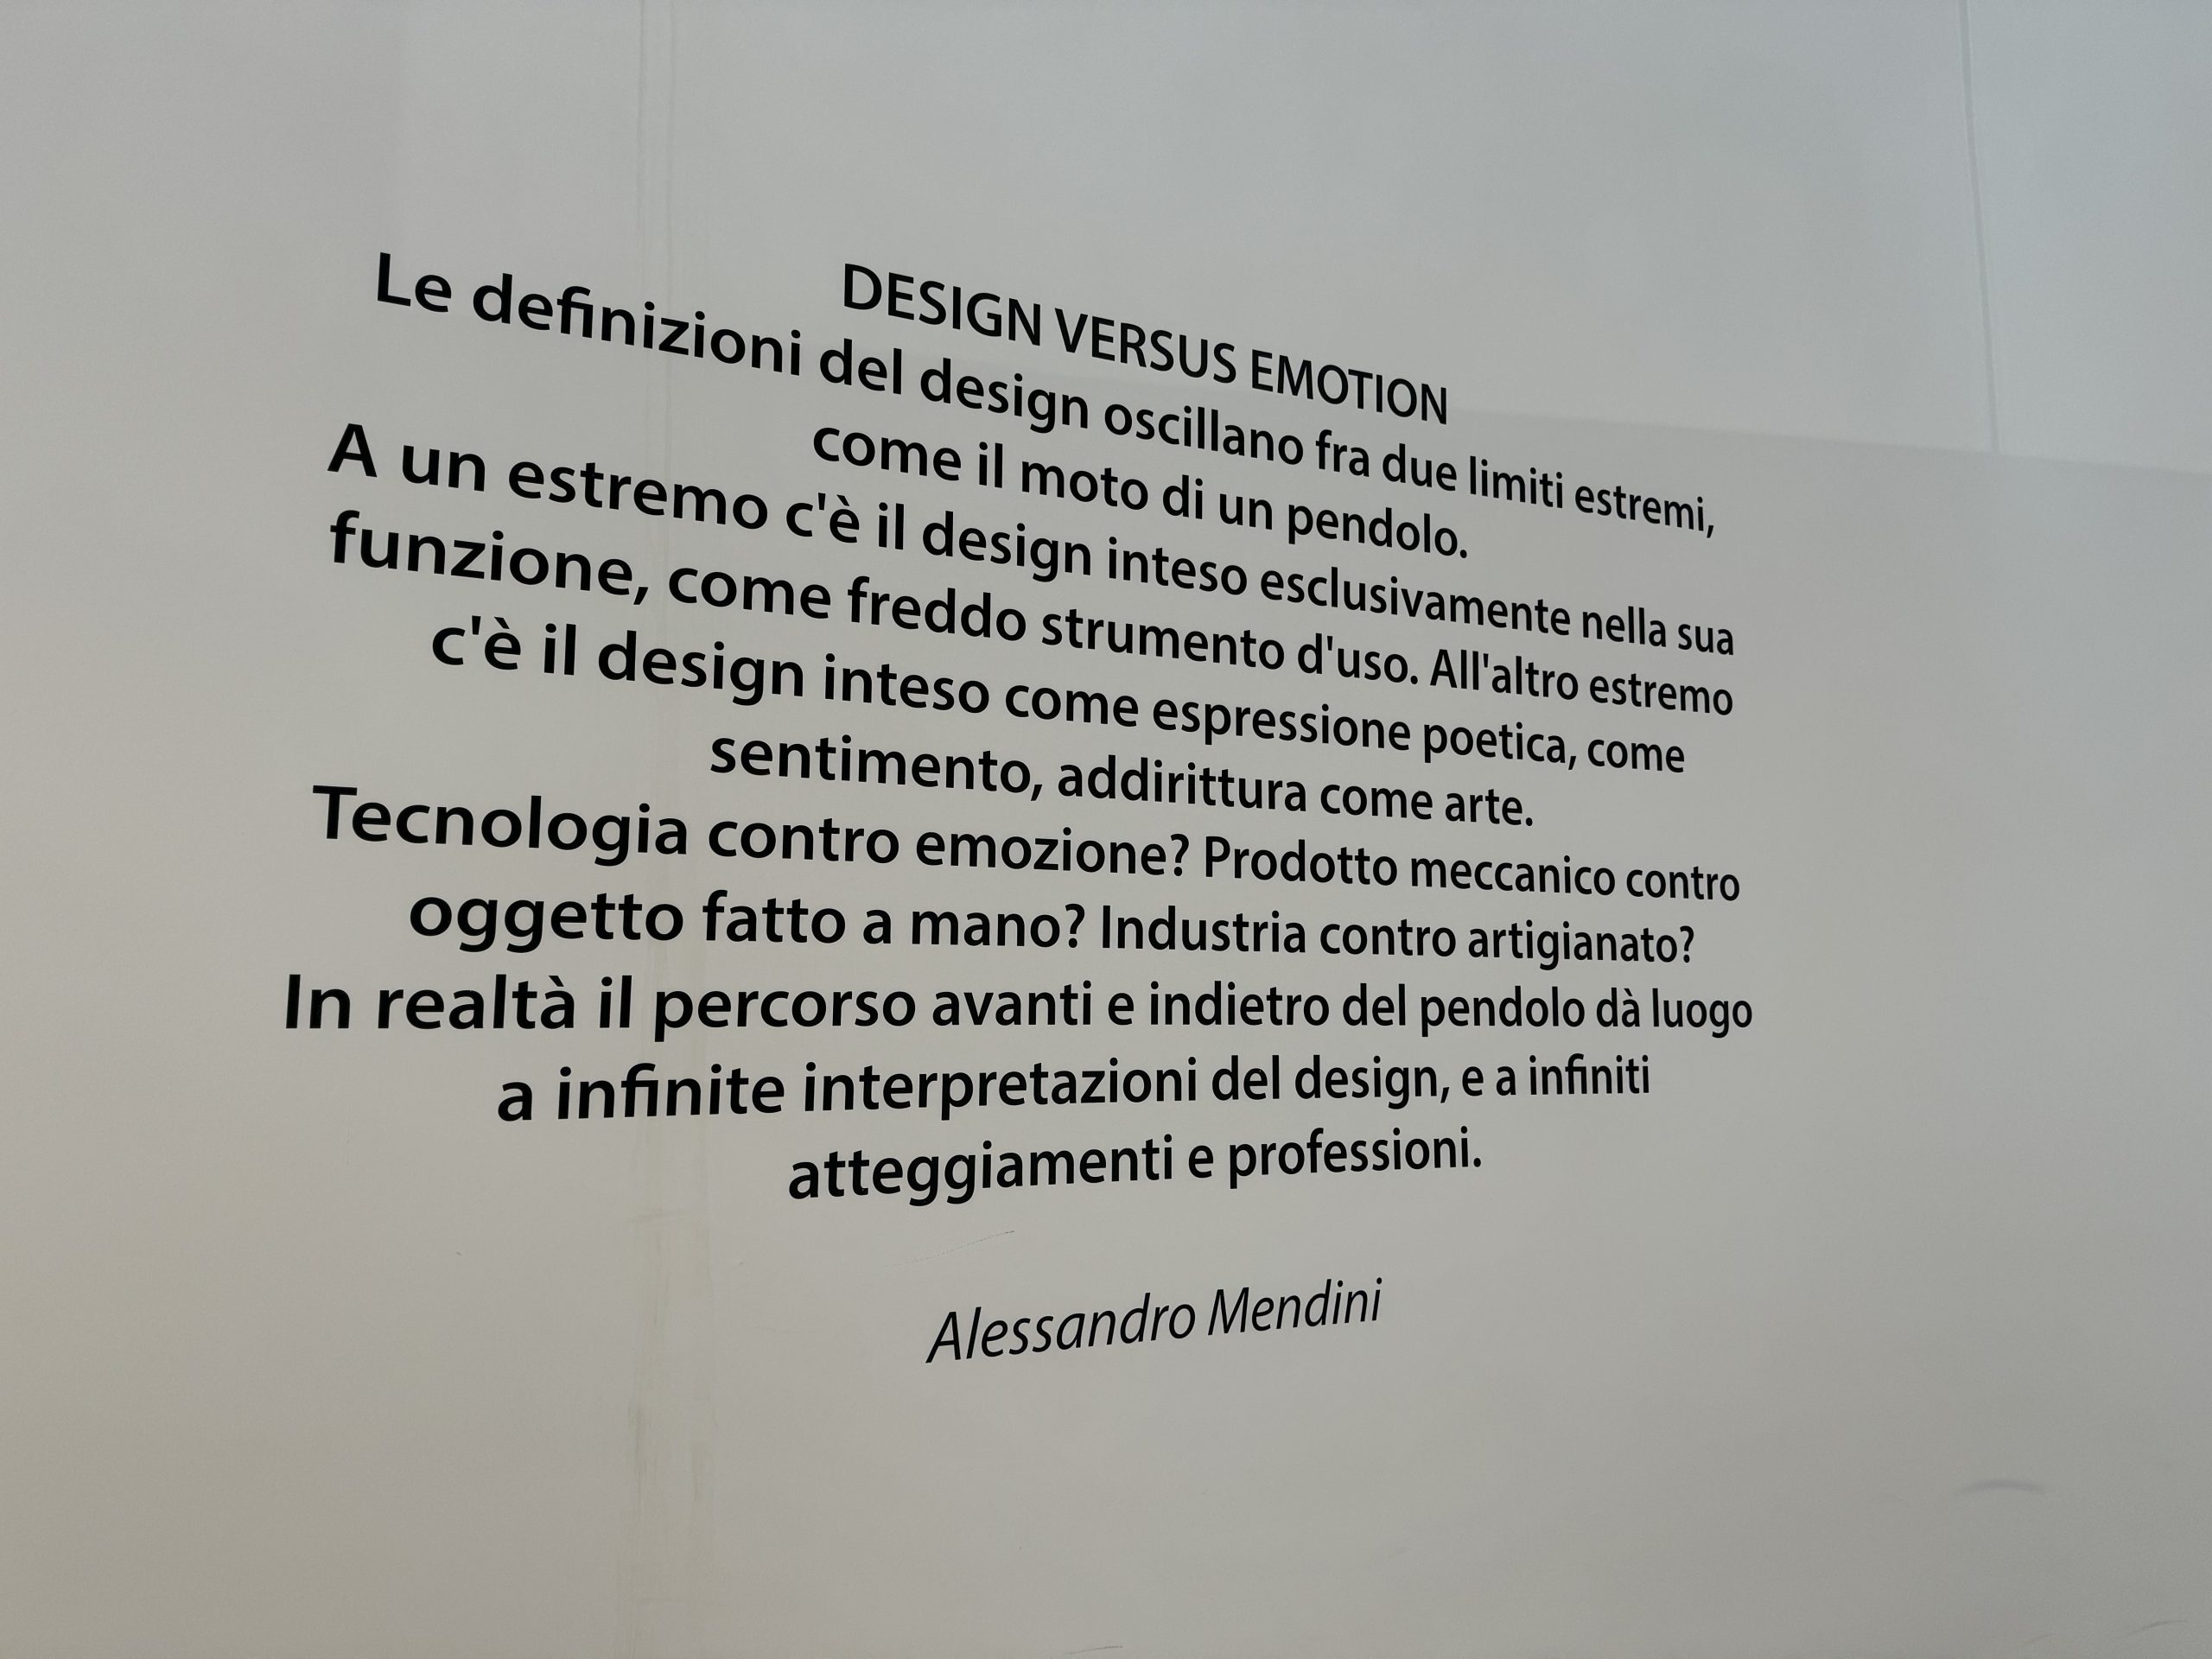 DESIGN VERSUS EMOTION
Le definizioni del design oscillano fra due limiti estremi,
come il moto di un pendolo.
A un estremo c'è il design inteso esclusivamente nella sua
funzione, come freddo strumento d'uso. All'altro estremo
c'è il design inteso come espressione poetica, come
sentimento, addirittura come arte.
Tecnologia contro emozione? Prodotto meccanico contro
oggetto fatto a mano? Industria contro artigianato?
In realtà il percorso avanti e indietro del pendolo dà luogo
a infinite interpretazioni del design, e a infiniti
atteggiamenti e professioni.
Alessandro Mendini